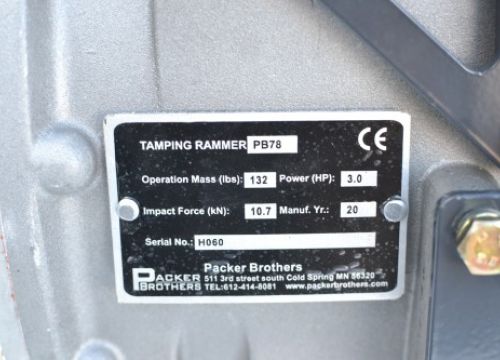 TAMPING RAMMER PB78 CE
Operation Mass (lbs): 132 Power (HP): 3.0
Impact Force (kN): 10.7 Manuf. Yr.: 20
Serial No.: H060
Packer Brothers
PACKER BROTHERS
511 3rd street south Cold Spring MN 56320
TEL:612-414-8081 www.packerbrothers.com